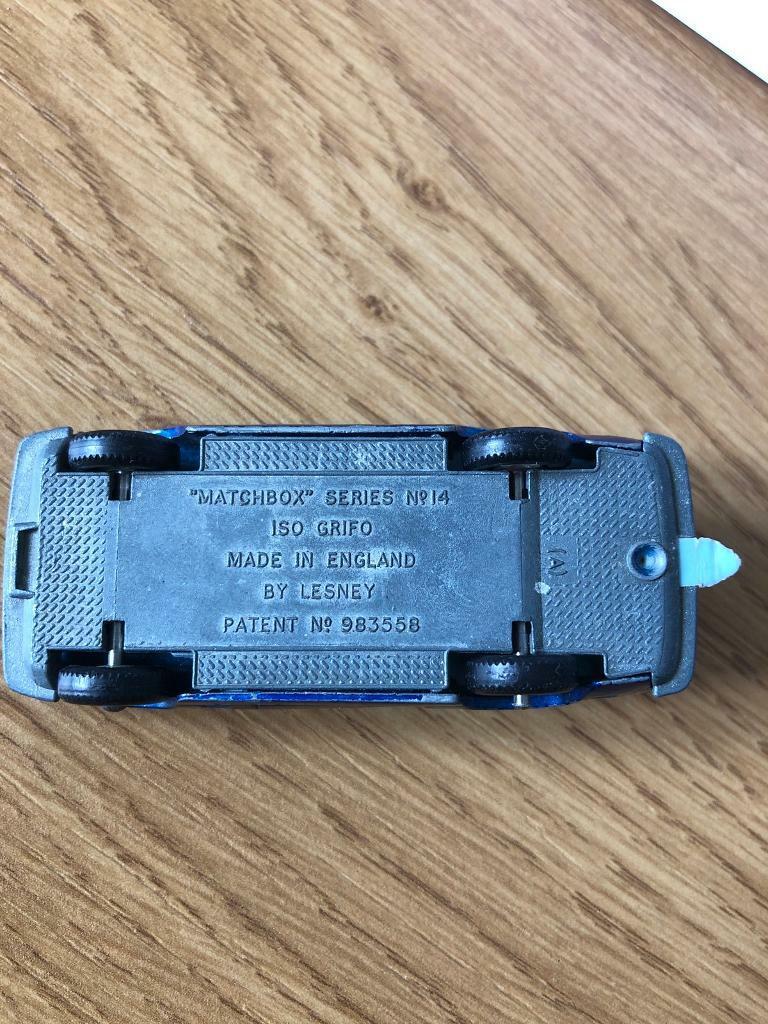 "MATCHBOX" SERIES Nº14
ISO GRIFO
MADE IN ENGLAND
BY LESNEY
PATENT Nº 983558
(A)